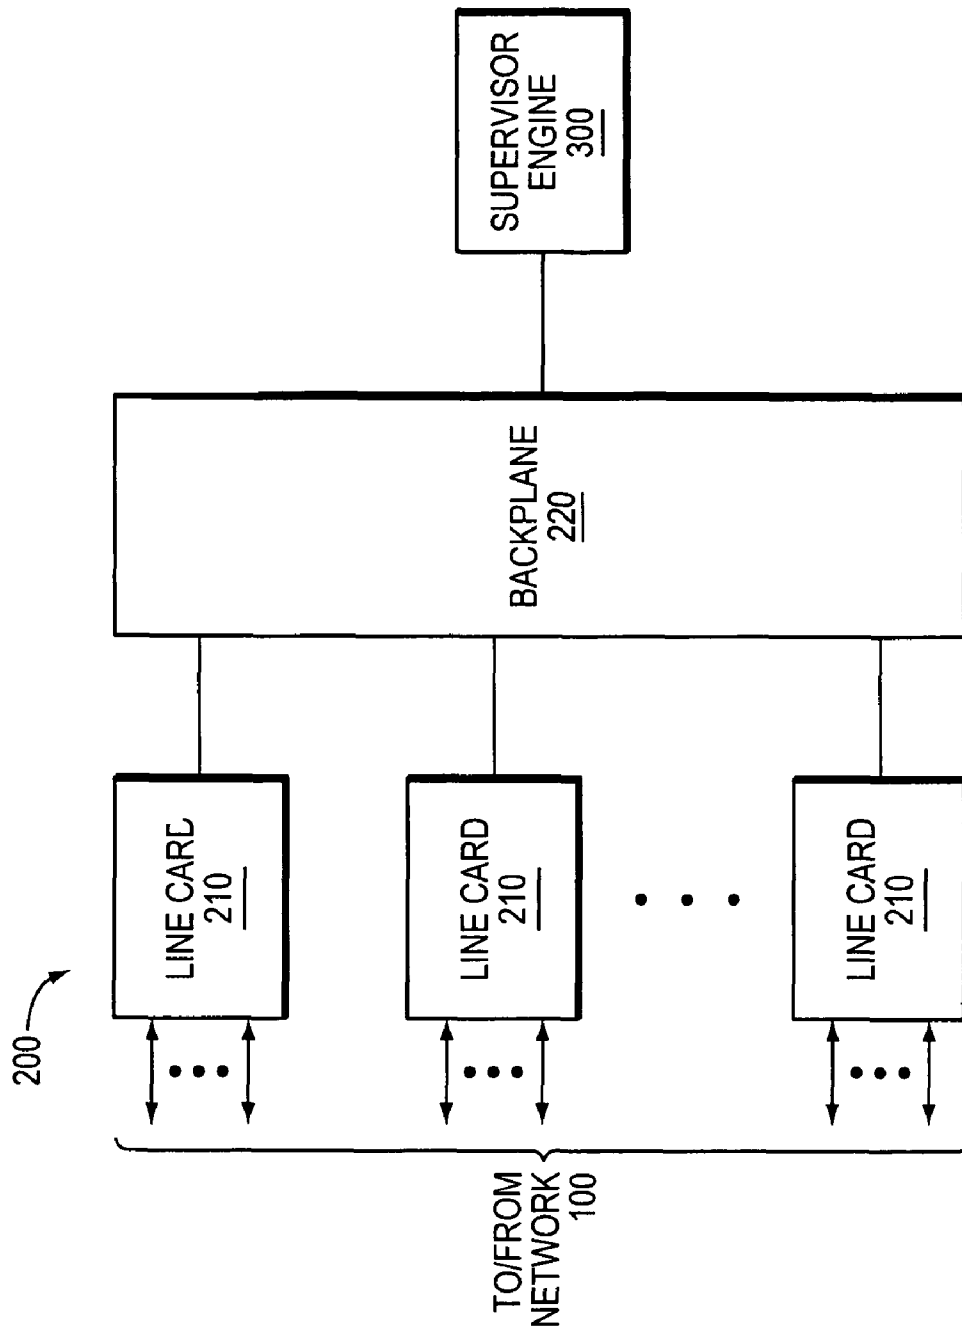 200
LINE CARD
210
LINE CARD
210
LINE CARD
210
TO/FROM
NETWORK
100
BACKPLANE
220
SUPERVISOR
ENGINE
300